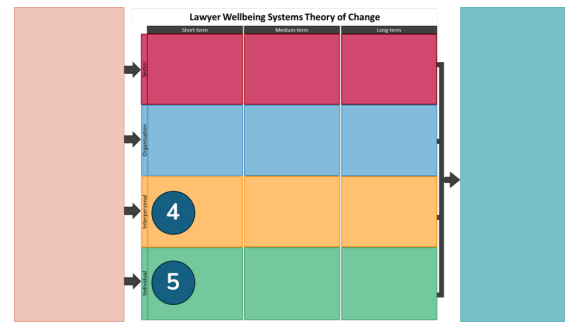 Lawyer Wellbeing Systems Theory of Change
Short-term Medium-term Long-term
Sector
Organisation
Interpersonal
4
Individual
5